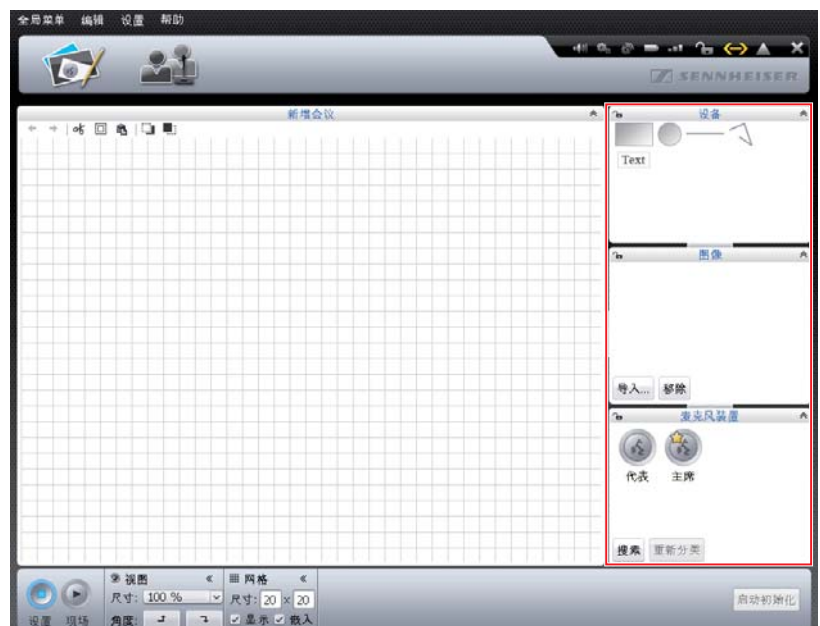 全局菜单 编辑 设置 帮助
SENNHEISER
新增会议
设备
Text
图像
导入... 移除
麦克风装置
代表 主席
搜索 重新分类
视图 网格
尺寸: 100 % 尺寸: 20 × 20
设置 现场 角度: 显示 嵌入
启动初始化